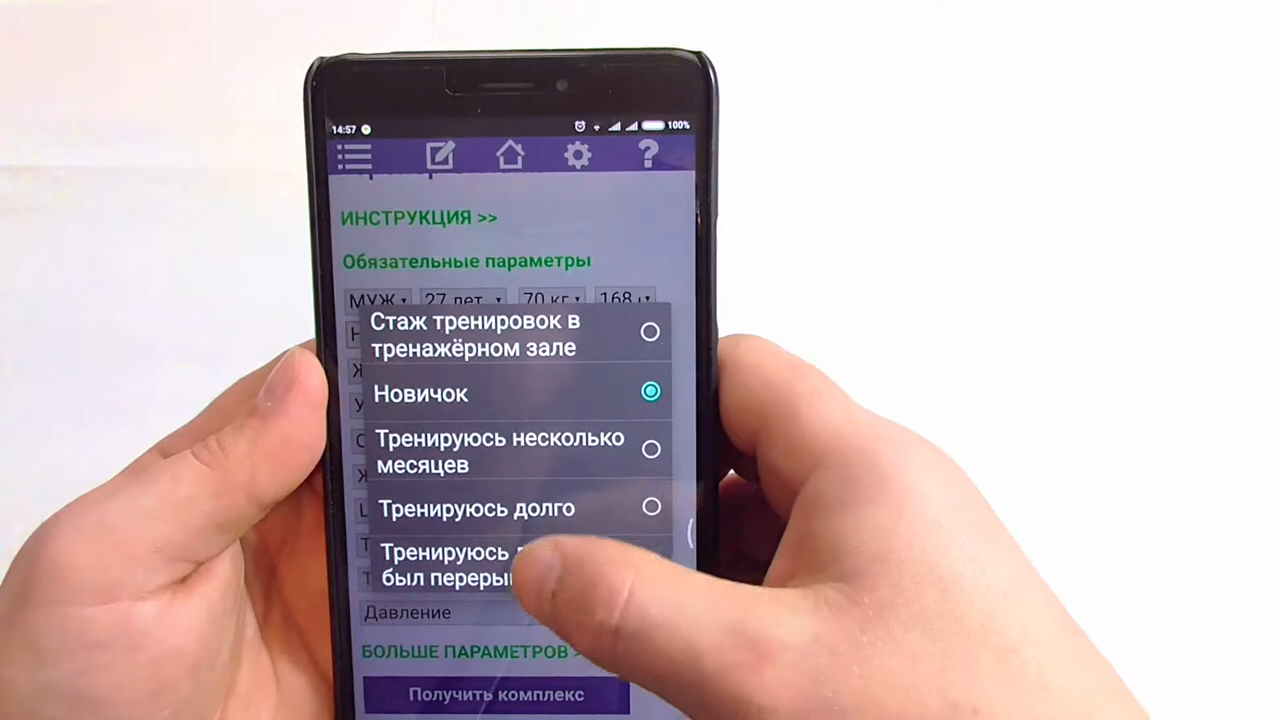 14:57
100%
?
ИНСТРУКЦИЯ >>
Обязательные параметры
МУЖ 27 лет 70 кг 168
Стаж тренировок в
тренажёрном зале
Новичок
Тренируюсь несколько
месяцев
Тренируюсь долго
Тренируюсь
был
Давление
БОЛЬШЕ ПАРАМЕТРОВ >
Получить комплекс